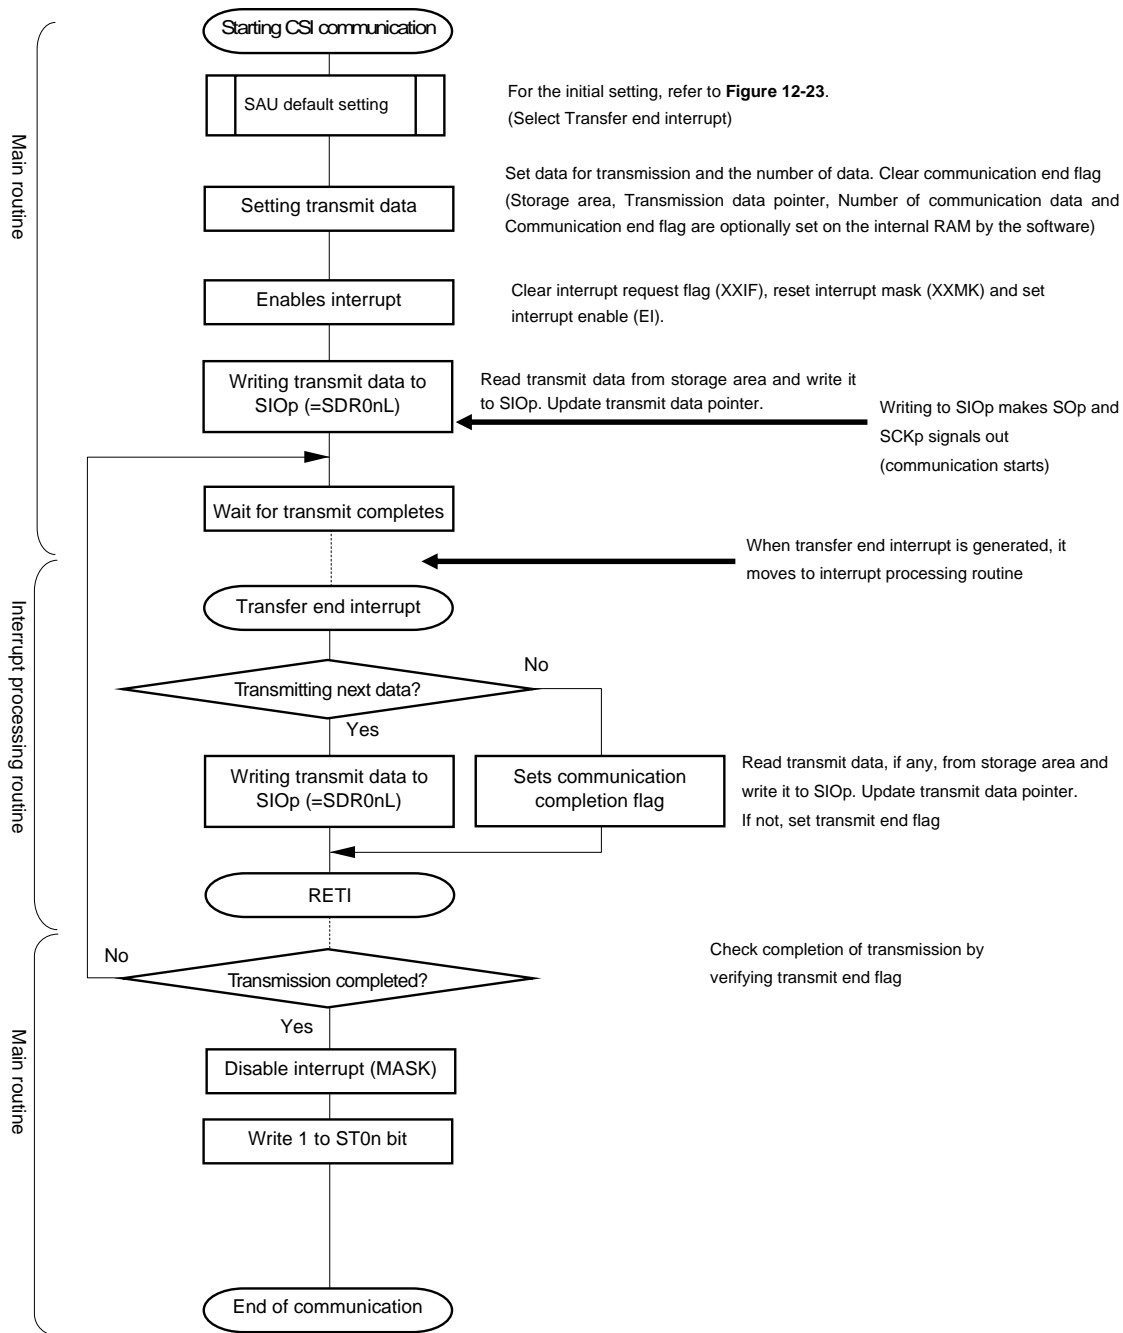 Starting CSI communication
Main routine
SAU default setting
For the initial setting, refer to Figure 12-23.
(Select Transfer end interrupt)
Setting transmit data
Set data for transmission and the number of data. Clear communication end flag
(Storage area, Transmission data pointer, Number of communication data and
Communication end flag are optionally set on the internal RAM by the software)
Enables interrupt
Clear interrupt request flag (XXIF), reset interrupt mask (XXMK) and set
interrupt enable (EI).
Writing transmit data to
SIOp (=SDR0nL)
Read transmit data from storage area and write it
to SIOp. Update transmit data pointer.
Writing to SIOp makes SOp and
SCKp signals out
(communication starts)
Wait for transmit completes
When transfer end interrupt is generated, it
moves to interrupt processing routine
Interrupt processing routine
Transfer end interrupt
Transmitting next data?
No
Yes
Writing transmit data to
SIOp (=SDR0nL)
Sets communication
completion flag
Read transmit data, if any, from storage area and
write it to SIOp. Update transmit data pointer.
If not, set transmit end flag
RETI
Main routine
No
Transmission completed?
Check completion of transmission by
verifying transmit end flag
Yes
Disable interrupt (MASK)
Write 1 to ST0n bit
End of communication